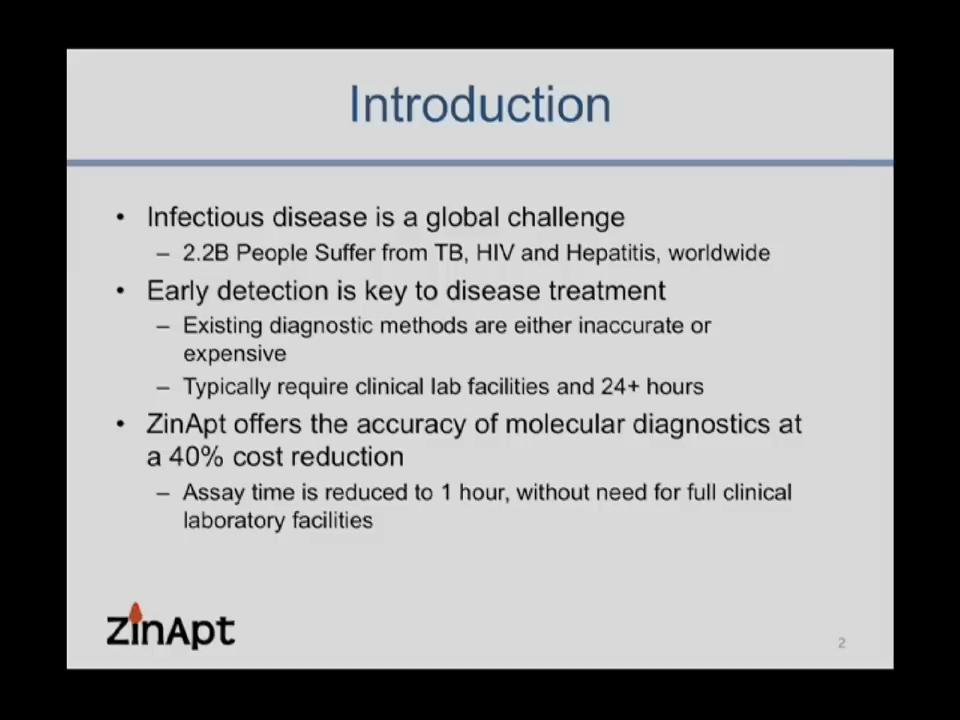 Introduction
• Infectious disease is a global challenge
– 2.2B People Suffer from TB, HIV and Hepatitis, worldwide
• Early detection is key to disease treatment
– Existing diagnostic methods are either inaccurate or
expensive
– Typically require clinical lab facilities and 24+ hours
• ZinApt offers the accuracy of molecular diagnostics at
a 40% cost reduction
– Assay time is reduced to 1 hour, without need for full clinical
laboratory facilities
ZinApt
2